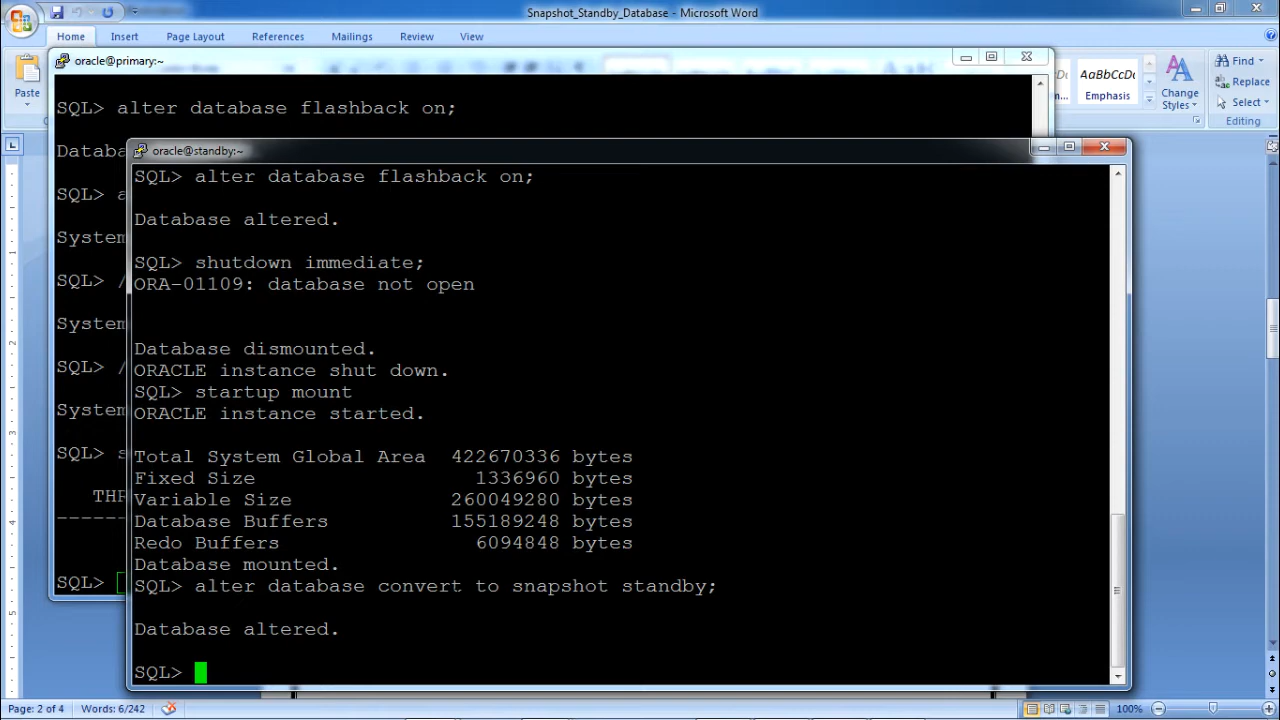 Snapshot_Standby_Database - Microsoft Word
Home Insert Page Layout References Mailings Review View
oracle@primary:~
Paste
AaBbCcDc
Emphasis
Change
Styles
Find
Replace
Select
Editing
SQL> alter database flashback on;
Databa
SQL> a
System
SQL> /
System
SQL> /
System
SQL> s
THR
------
SQL>
oracle@standby:~
SQL> alter database flashback on;
Database altered.
SQL> shutdown immediate;
ORA-01109: database not open
Database dismounted.
ORACLE instance shut down.
SQL> startup mount
ORACLE instance started.
Total System Global Area 422670336 bytes
Fixed Size 1336960 bytes
Variable Size 260049280 bytes
Database Buffers 155189248 bytes
Redo Buffers 6094848 bytes
Database mounted.
SQL> alter database convert to snapshot standby;
Database altered.
SQL>
Page: 2 of 4 Words: 6/242 100%